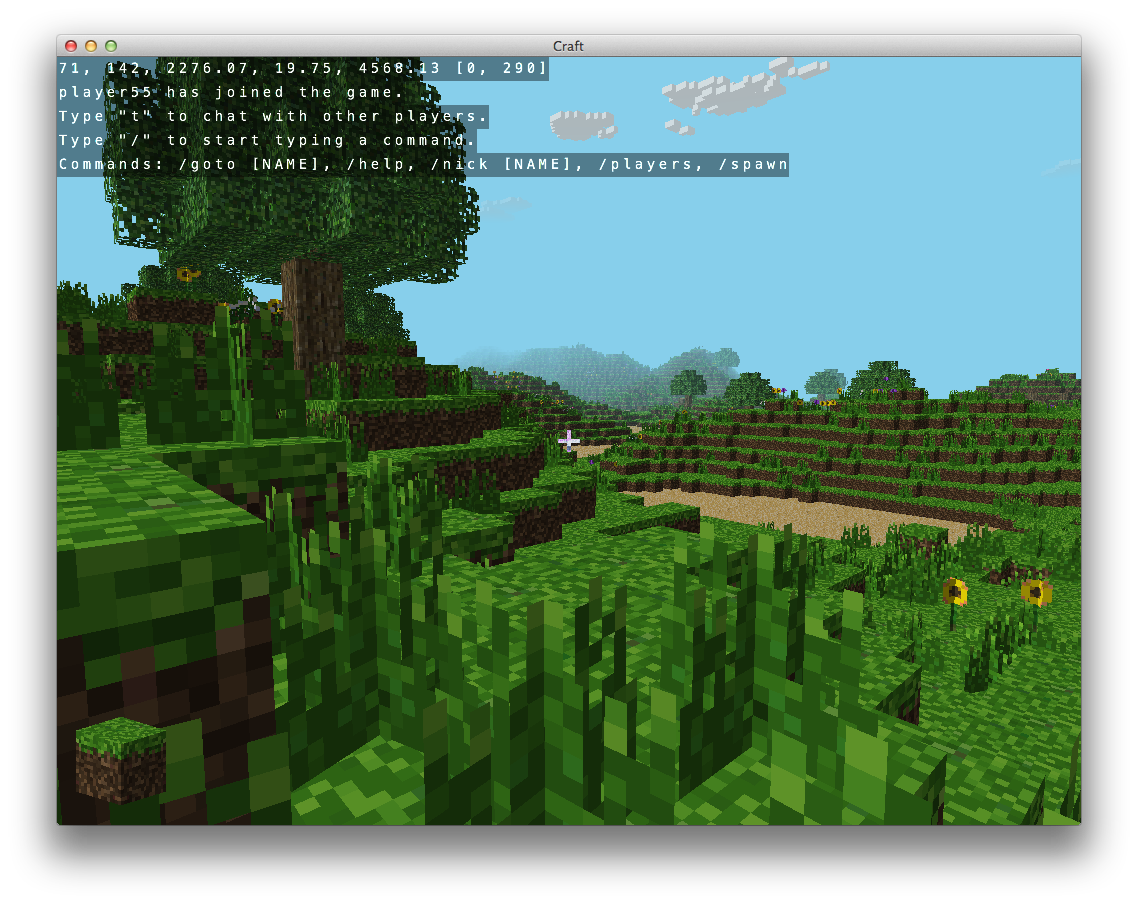 Craft
71, 142, 2276.07, 19.75, 4568.13 [0, 290]
player55 has joined the game.
Type "t" to chat with other players.
Type "/" to start typing a command.
Commands: /goto [NAME], /help, /nick [NAME], /players, /spawn